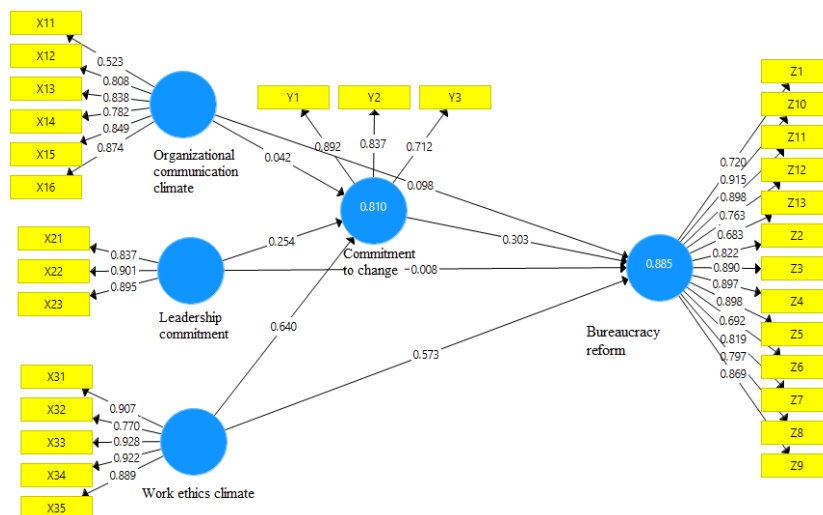 X11
X12
X13
X14
X15
X16
0.523
0.808
0.838
0.782
0.849
0.874
Organizational
communication
climate
X21
X22
X23
0.837
0.901
0.895
Leadership
commitment
X31
X32
X33
X34
X35
0.907
0.770
0.928
0.922
0.889
Work ethics climate
Y1
Y2
Y3
0.892
0.837
0.712
0.810
Commitment
to change
0.042
0.254
0.640
0.098
0.303
-0.008
0.573
0.885
Bureaucracy
reform
0.720
0.915
0.898
0.763
0.683
0.822
0.890
0.897
0.898
0.692
0.819
0.797
0.869
Z1
Z10
Z11
Z12
Z13
Z2
Z3
Z4
Z5
Z6
Z7
Z8
Z9